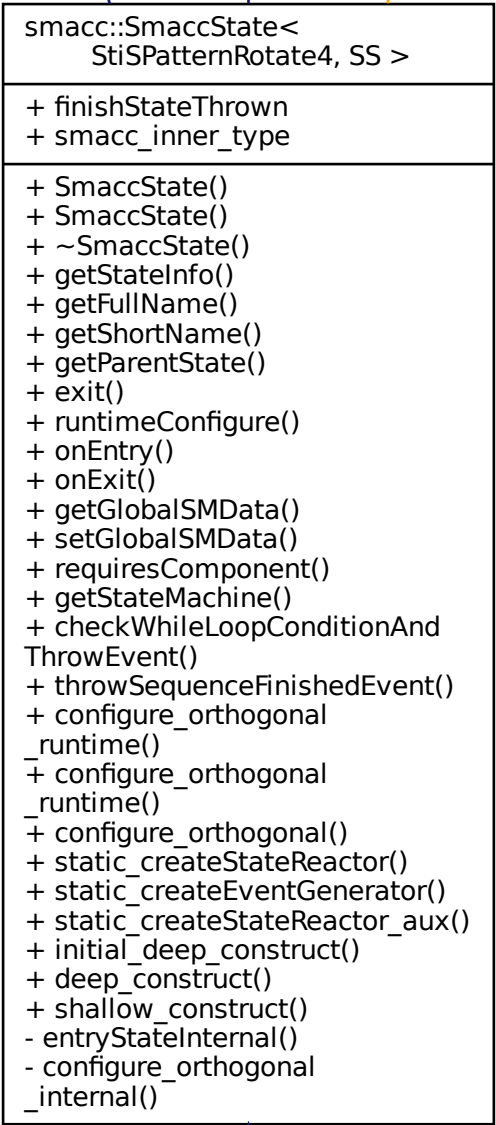 smacc::SmaccState<
StiSPatternRotate4, SS >
+ finishStateThrown
+ smacc_inner_type
+ SmaccState()
+ SmaccState()
+ ~SmaccState()
+ getStateInfo()
+ getFullName()
+ getShortName()
+ getParentState()
+ exit()
+ runtimeConfigure()
+ onEntry()
+ onExit()
+ getGlobalSMData()
+ setGlobalSMData()
+ requiresComponent()
+ getStateMachine()
+ checkWhileLoopConditionAnd
ThrowEvent()
+ throwSequenceFinishedEvent()
+ configure_orthogonal
_runtime()
+ configure_orthogonal
_runtime()
+ configure_orthogonal()
+ static_createStateReactor()
+ static_createEventGenerator()
+ static_createStateReactor_aux()
+ initial_deep_construct()
+ deep_construct()
+ shallow_construct()
- entryStateInternal()
- configure_orthogonal
_internal()